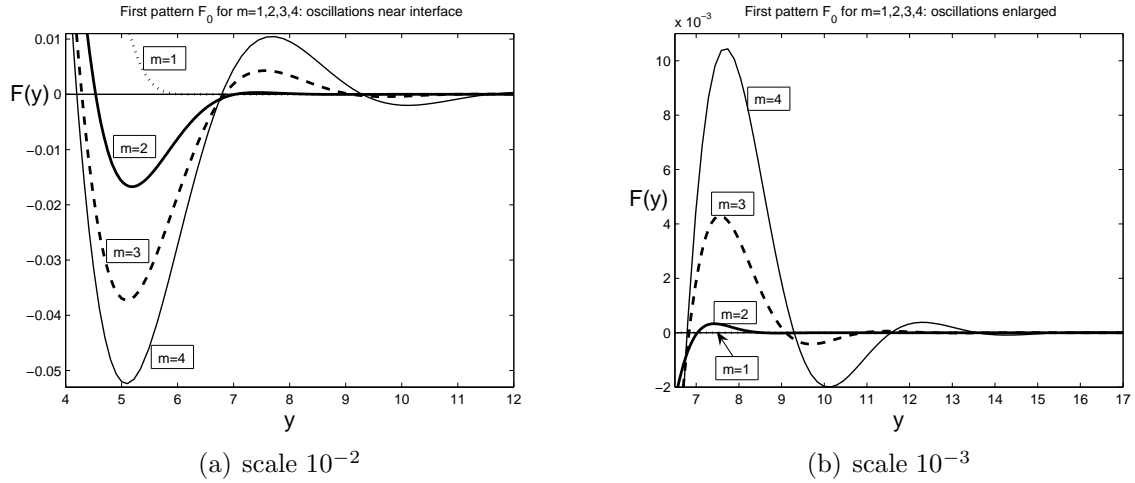 First pattern F₀ for m=1,2,3,4: oscillations near interface
0.01
0
−0.01
−0.02
−0.03
−0.04
−0.05
F(y)
m=1
m=2
m=3
m=4
4 5 6 7 8 9 10 11 12
y
(a) scale 10⁻²
First pattern F₀ for m=1,2,3,4: oscillations enlarged
x 10⁻³
10
8
6
4
2
0
−2
F(y)
m=4
m=3
m=2
m=1
7 8 9 10 11 12 13 14 15 16 17
y
(b) scale 10⁻³